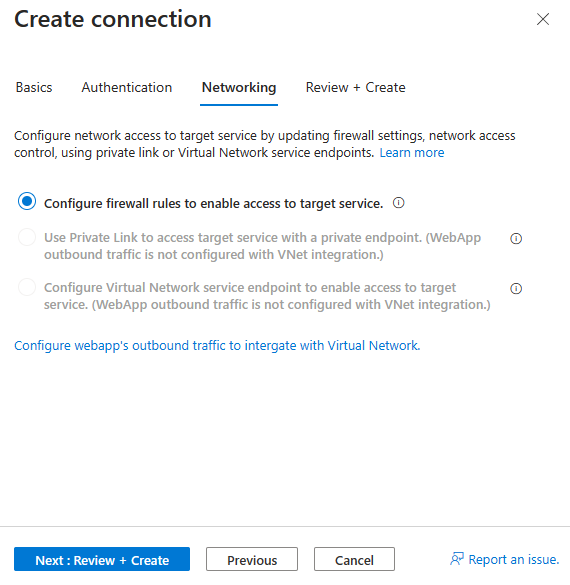 Create connection
Basics
Authentication
Networking
Review + Create
Configure network access to target service by updating firewall settings, network access
control, using private link or Virtual Network service endpoints. Learn more
Configure firewall rules to enable access to target service.
Use Private Link to access target service with a private endpoint. (WebApp
outbound traffic is not configured with VNet integration.)
Configure Virtual Network service endpoint to enable access to target
service. (WebApp outbound traffic is not configured with VNet integration.)
Configure webapp's outbound traffic to intergate with Virtual Network.
Next : Review + Create
Previous
Cancel
Report an issue.